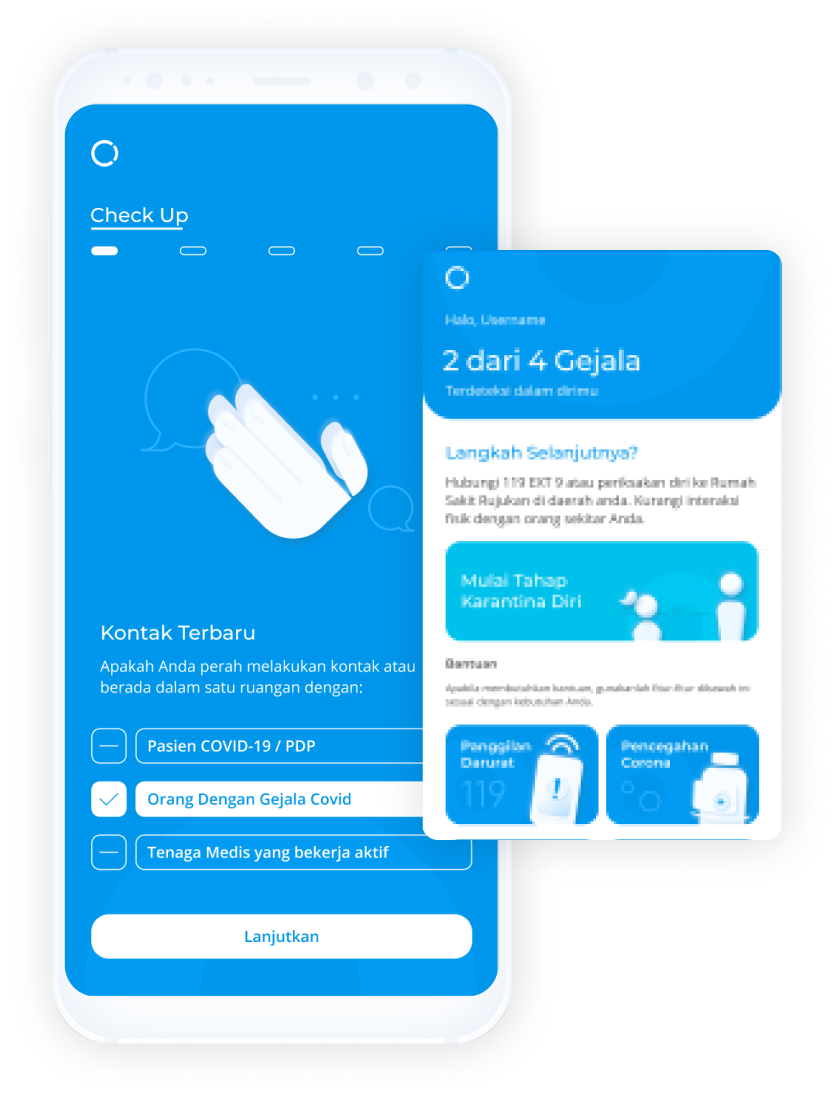 Check Up
Kontak Terbaru
Apakah Anda perah melakukan kontak atau
berada dalam satu ruangan dengan:
Pasien COVID-19 / PDP
Orang Dengan Gejala Covid
Tenaga Medis yang bekerja aktif
Lanjutkan
Halo, Username
2 dari 4 Gejala
Terdeteksi dalam dirimu
Langkah Selanjutnya?
Hubungi 119 EXT 9 atau periksakan diri ke Rumah
Sakit Rujukan di daerah anda. Kurangi interaksi
fisik dengan orang sekitar Anda.
Mulai Tahap
Karantina Diri
Bantuan
Apabila membutuhkan bantuan, gunakanlah fitur-fitur dibawah ini
sesuai dengan kebutuhan Anda.
Panggilan
Darurat
119
Pencegahan
Corona